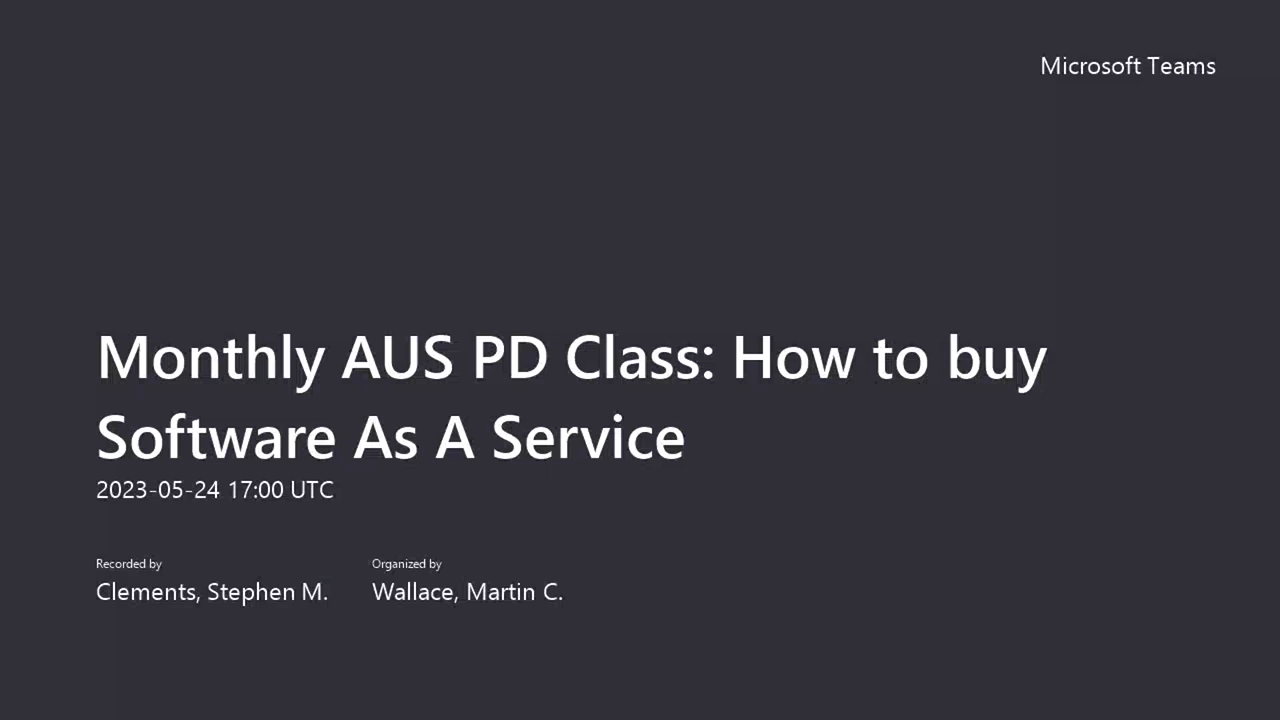 Microsoft Teams
Monthly AUS PD Class: How to buy
Software As A Service
2023-05-24 17:00 UTC
Recorded by
Clements, Stephen M.
Organized by
Wallace, Martin C.